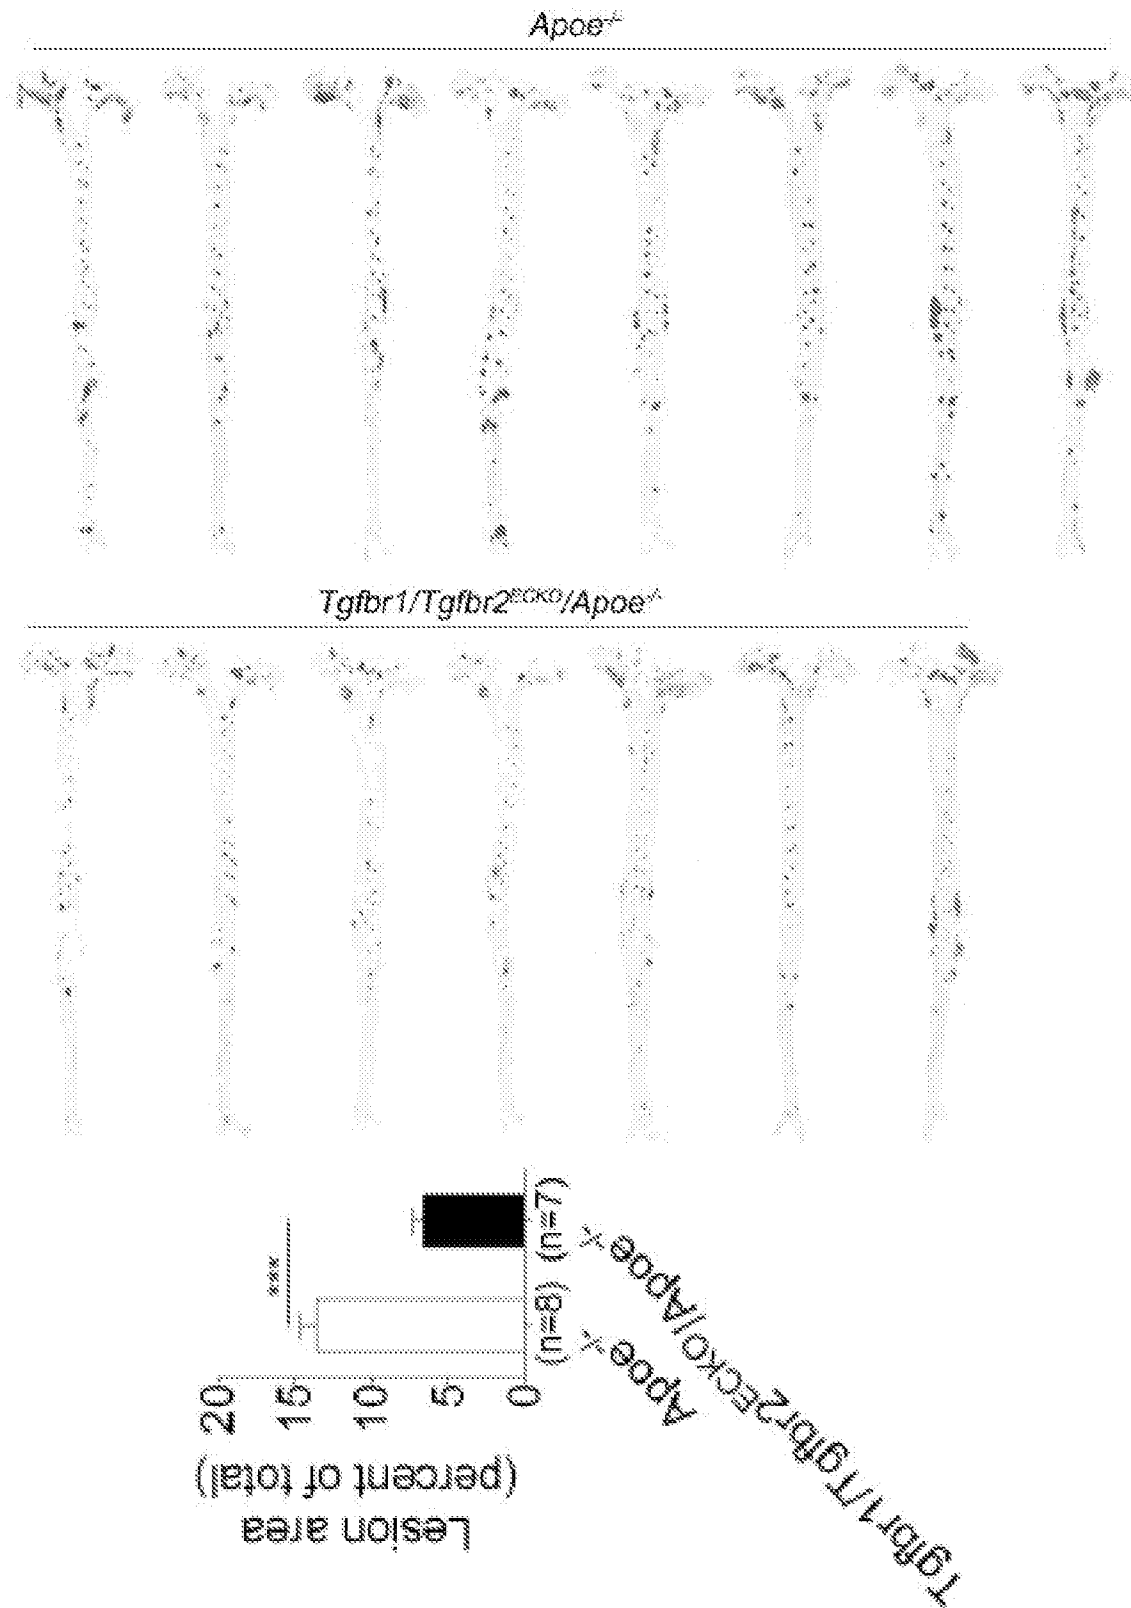 Apoe-/-
Tgfbr1/Tgfbr2ECKO/Apoe-/-
Lesion area
(percent of total)
20
15
10
5
0
***
(n=8)
(n=7)
Apoe-/-
Tgfbr1/Tgfbr2ECKO/Apoe-/-